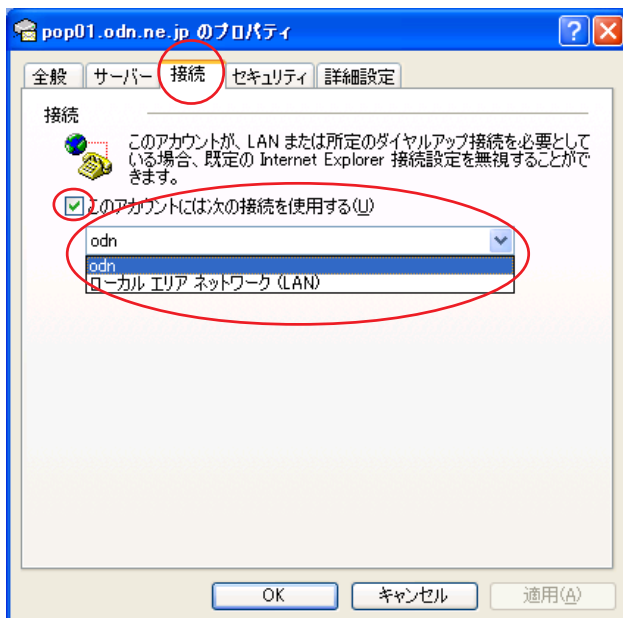 pop01.odn.ne.jp のプロパティ
全般 サーバー 接続 セキュリティ 詳細設定
接続
このアカウントが、LAN または所定のダイヤルアップ接続を必要として
いる場合、既定の Internet Explorer 接続設定を無視することがで
きます。
このアカウントには次の接続を使用する(U)
odn
odn
ローカル エリア ネットワーク (LAN)
OK キャンセル 適用(A)